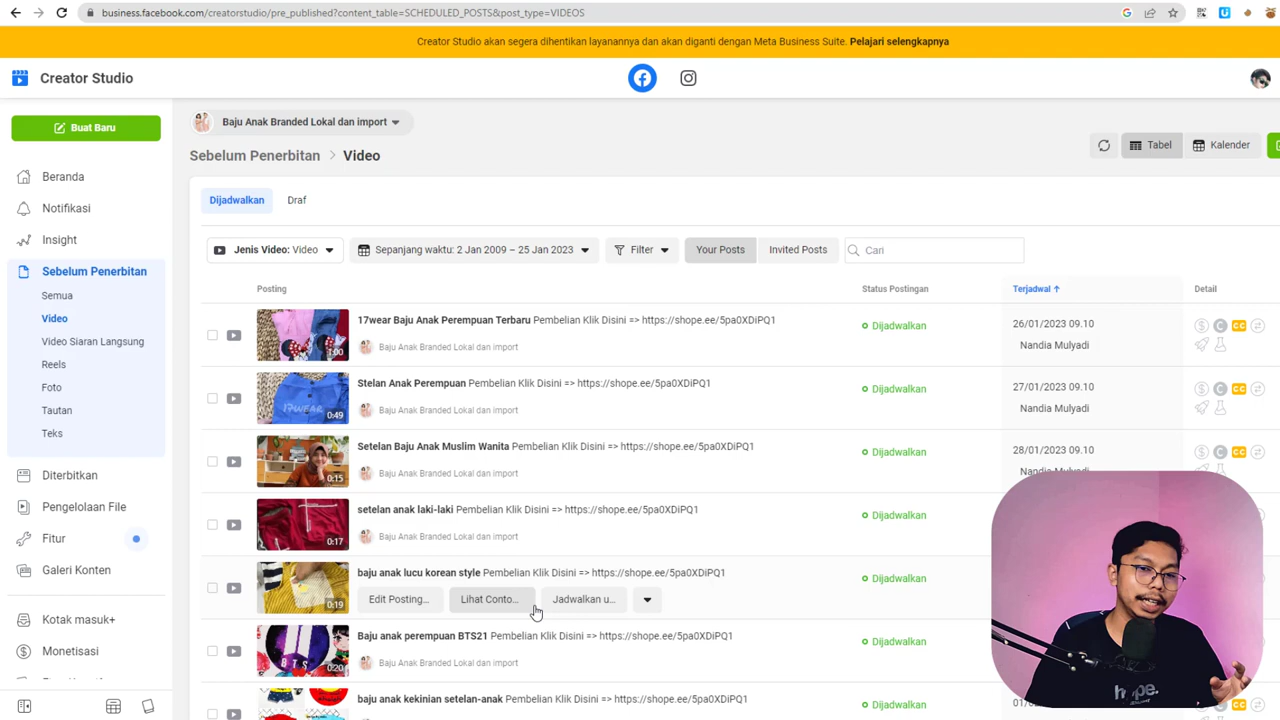 business.facebook.com/creatorstudio/pre_published?content_table=SCHEDULED_POSTS&post_type=VIDEOS
Creator Studio akan segera dihentikan layanannya dan akan diganti dengan Meta Business Suite. Pelajari selengkapnya
Creator Studio
Buat Baru
Beranda
Notifikasi
Insight
Sebelum Penerbitan
Semua
Video
Video Siaran Langsung
Reels
Foto
Tautan
Teks
Diterbitkan
Pengelolaan File
Fitur
Galeri Konten
Kotak masuk+
Monetisasi
Baju Anak Branded Lokal dan import
Sebelum Penerbitan > Video
Tabel
Kalender
Dijadwalkan
Draf
Jenis Video: Video
Sepanjang waktu: 2 Jan 2009 – 25 Jan 2023
Filter
Your Posts
Invited Posts
Cari
Posting
Status Postingan
Terjadwal ↑
Detail
1:00
17wear Baju Anak Perempuan Terbaru Pembelian Klik Disini => https://shope.ee/5pa0XDiPQ1
Baju Anak Branded Lokal dan import
Dijadwalkan
26/01/2023 09.10
Nandia Mulyadi
CC
17WEAR
0:49
Stelan Anak Perempuan Pembelian Klik Disini => https://shope.ee/5pa0XDiPQ1
Baju Anak Branded Lokal dan import
Dijadwalkan
27/01/2023 09.10
Nandia Mulyadi
CC
0:15
Setelan Baju Anak Muslim Wanita Pembelian Klik Disini => https://shope.ee/5pa0XDiPQ1
Baju Anak Branded Lokal dan import
Dijadwalkan
28/01/2023 09.10
Nandia Mulyadi
CC
0:17
setelan anak laki-laki Pembelian Klik Disini => https://shope.ee/5pa0XDiPQ1
Baju Anak Branded Lokal dan import
Dijadwalkan
0:19
baju anak lucu korean style Pembelian Klik Disini => https://shope.ee/5pa0XDiPQ1
Edit Posting...
Lihat Conto...
Jadwalkan u...
Dijadwalkan
BTS
0:20
Baju anak perempuan BTS21 Pembelian Klik Disini => https://shope.ee/5pa0XDiPQ1
Baju Anak Branded Lokal dan import
Dijadwalkan
baju anak kekinian setelan-anak Pembelian Klik Disini => https://shope.ee/5pa0XDiPQ1
Dijadwalkan
CC
hope.